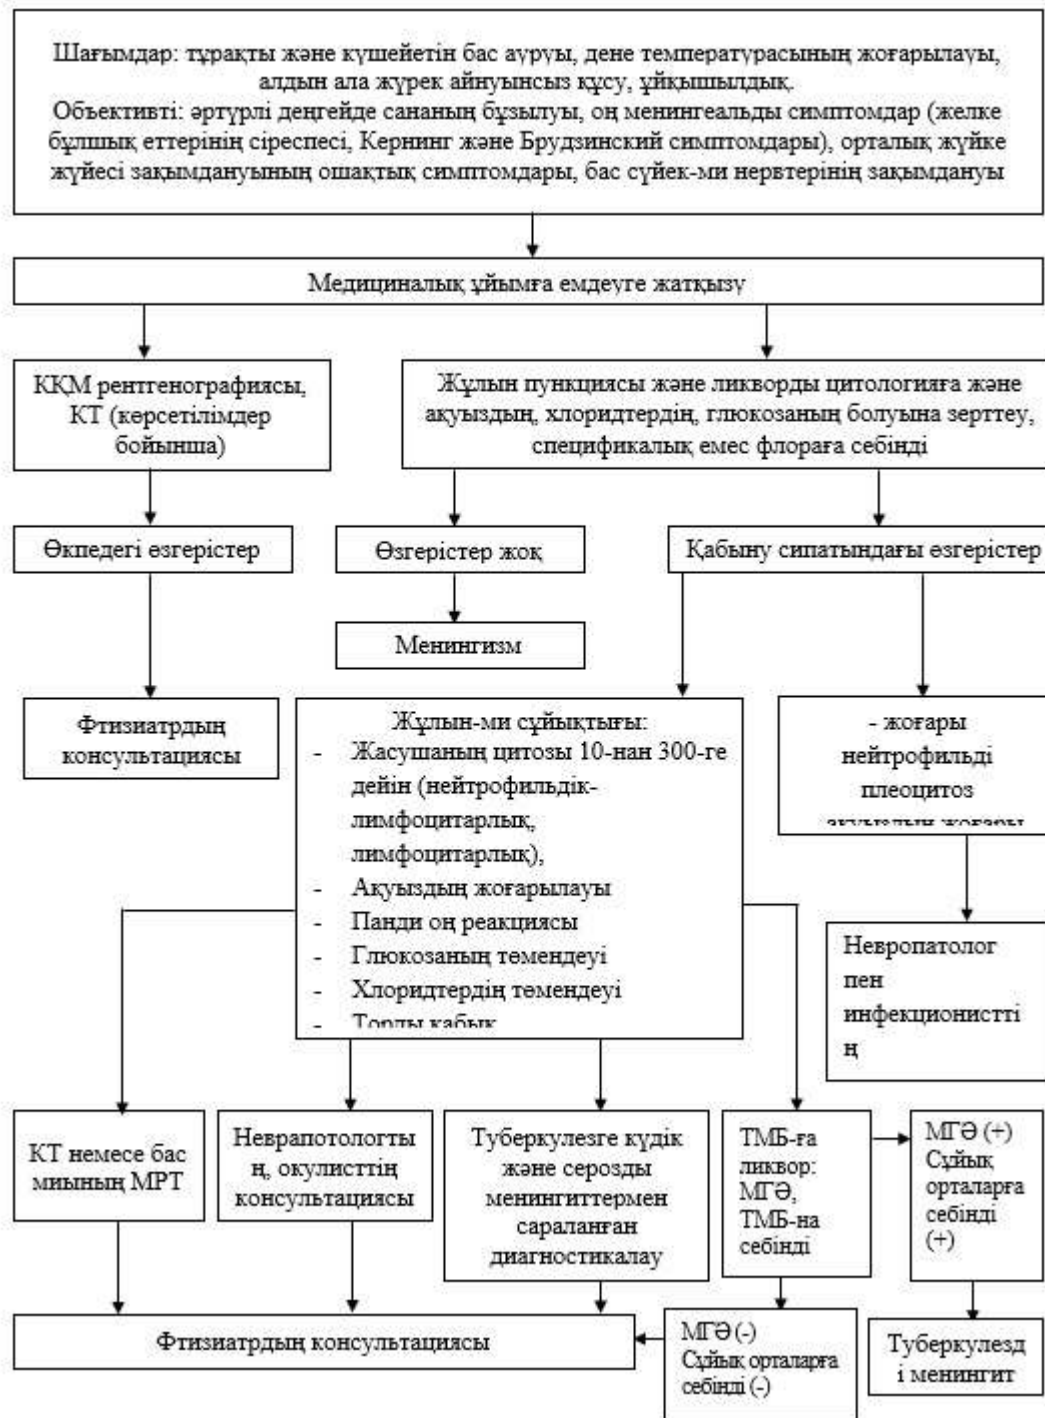 Шағымдар: тұрақты және күшейетін бас ауруы, дене температурасының жоғарылауы,
алдын ала жүрек айнуынсыз құсу, ұйқышылдық.
Объективті: әртүрлі деңгейде сананың бұзылуы, оң менингеальды симптомдар (желке
бұлшық еттерінің сіреспесі, Кернинг және Брудзинский симптомдары), орталық жүйке
жүйесі зақымдануының ошақтық симптомдары, бас сүйек-ми нервтерінің зақымдануы
Медициналық ұйымға емдеуге жатқызу
КҚМ рентгенографиясы,
КТ (көрсетілімдер
бойынша)
Жұлын пункциясы және ликворды цитологияға және
ақуыздың, хлоридтердің, глюкозаның болуына зерттеу,
спецификалық емес флораға себінді
Өкпедегі өзгерістер
Өзгерістер жоқ
Қабыну сипатындағы өзгерістер
Менингизм
Фтизиатрдың
консультациясы
Жұлын-ми сұйықтығы:
- Жасушаның цитозы 10-нан 300-ге
дейін (нейтрофильдік-
лимфоцитарлық,
лимфоцитарлық),
- Ақуыздың жоғарылауы
- Панди оң реакциясы
- Глюкозаның төмендеуі
- Хлоридтердің төмендеуі
- Торлы қабық
- жоғары
нейтрофильді
плеоцитоз
ақуыздың жоғары
Невропатолог
пен
инфекционистті
ң
КТ немесе бас
миының МРТ
Неврапотологты
ң, окулисттің
консультациясы
Туберкулезге күдік
және серозды
менингиттермен
сараланған
диагностикалау
ТМБ-ға
ликвор:
МГӘ,
ТМБ-на
себінді
МГӘ (+)
Сұйық
орталарға
себінді
(+)
Фтизиатрдың консультациясы
МГӘ (-)
Сұйық орталарға
себінді (-)
Туберкулезд
і менингит